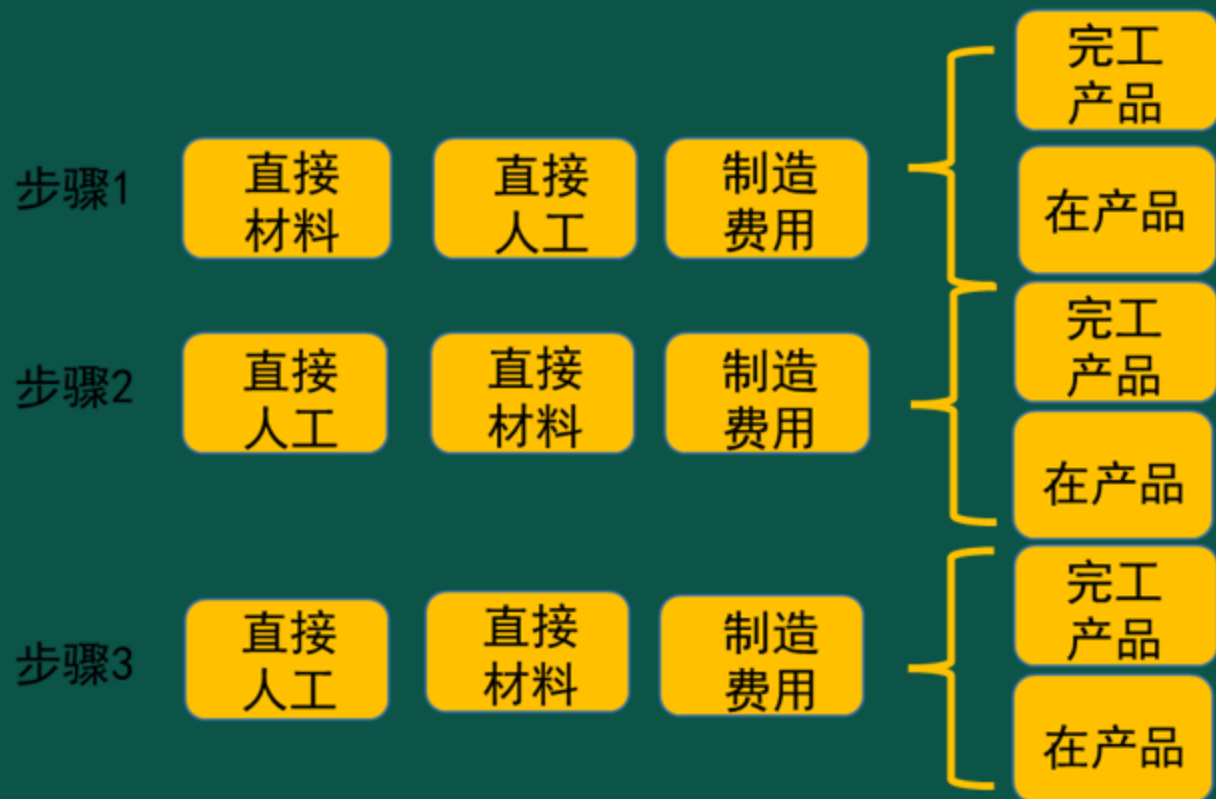 完工
产品
步骤1
直接
材料
直接
人工
制造
费用
在产品
步骤2
直接
人工
直接
材料
制造
费用
完工
产品
在产品
步骤3
直接
人工
直接
材料
制造
费用
完工
产品
在产品